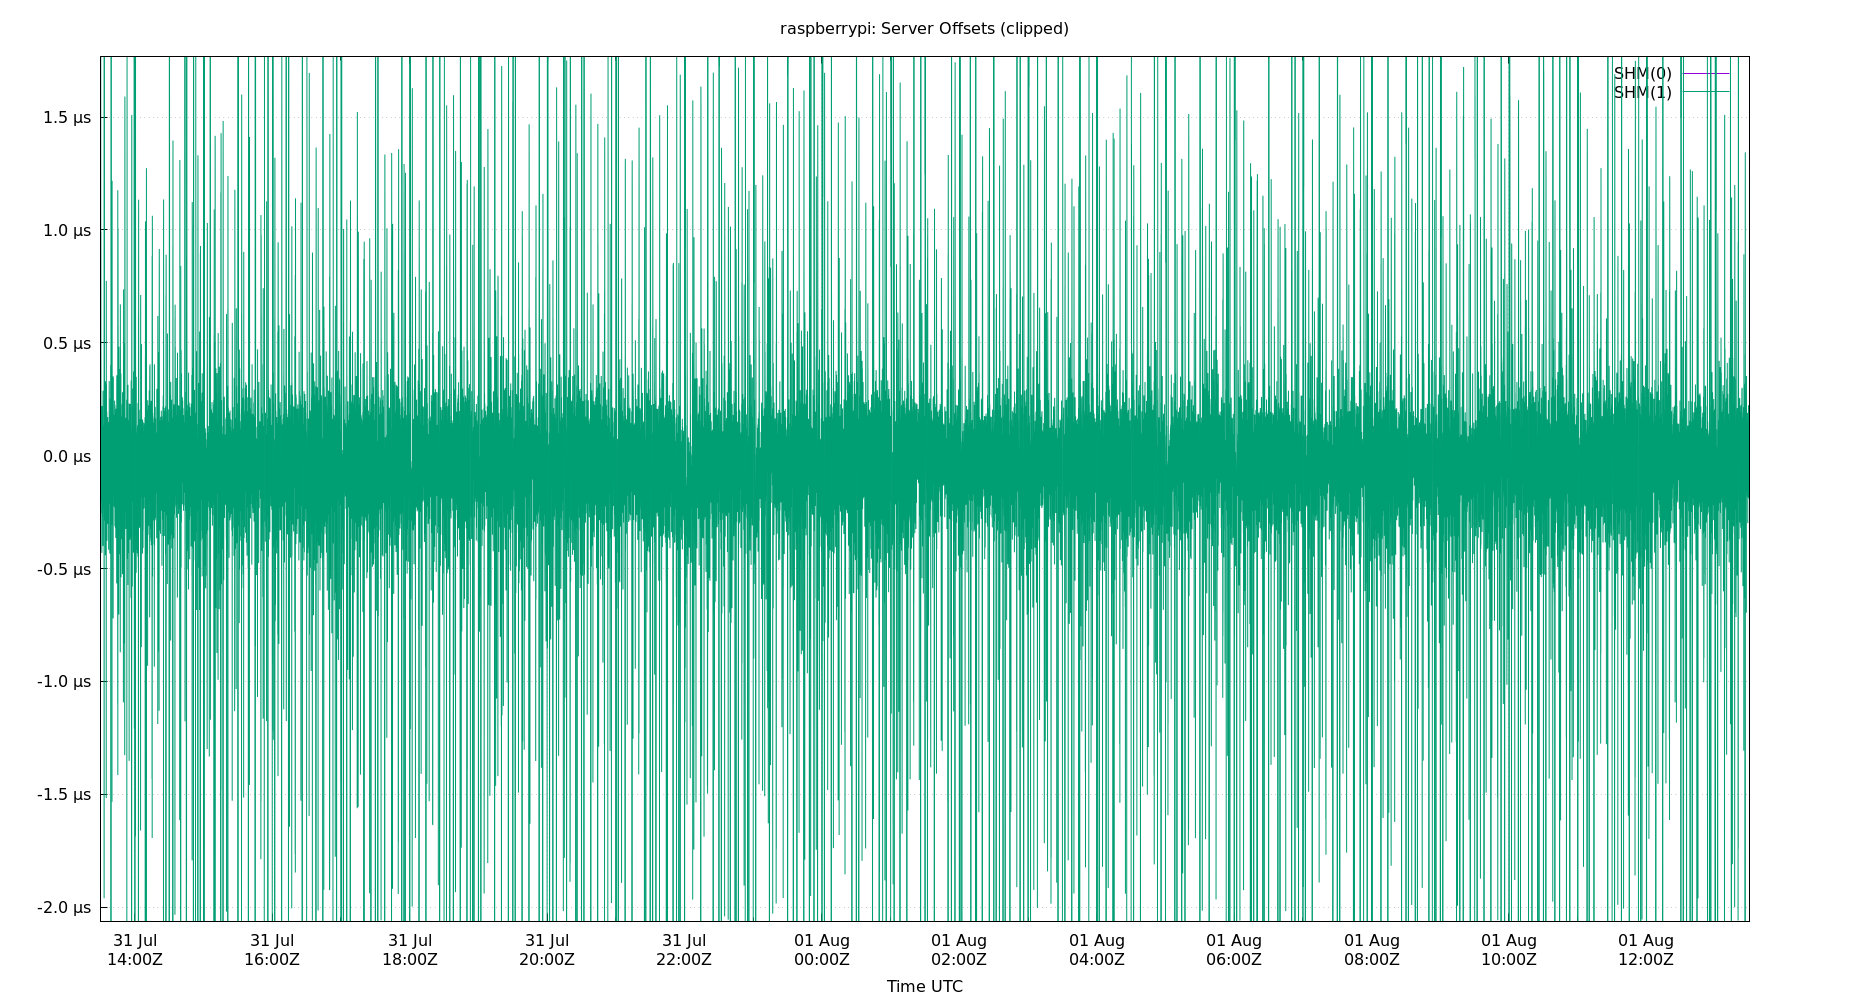 raspberrypi: Server Offsets (clipped)
SHM(0)
SHM(1)
1.5 µs
1.0 µs
0.5 µs
0.0 µs
-0.5 µs
-1.0 µs
-1.5 µs
-2.0 µs
31 Jul 31 Jul 31 Jul 31 Jul 31 Jul 01 Aug 01 Aug 01 Aug 01 Aug 01 Aug 01 Aug 01 Aug
14:00Z 16:00Z 18:00Z 20:00Z 22:00Z 00:00Z 02:00Z 04:00Z 06:00Z 08:00Z 10:00Z 12:00Z
Time UTC